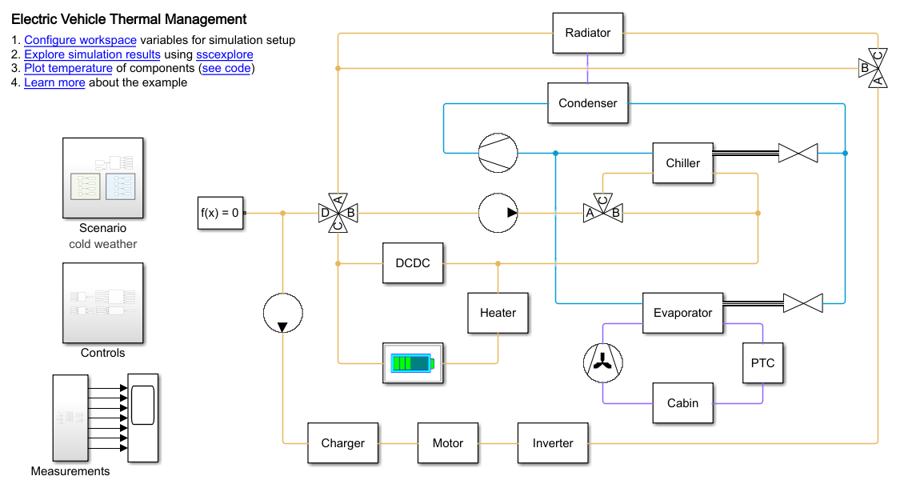 Electric Vehicle Thermal Management
1. Configure workspace variables for simulation setup
2. Explore simulation results using sscexplore
3. Plot temperature of components (see code)
4. Learn more about the example
Radiator
B
C
A
Condenser
Chiller
Scenario
cold weather
f(x) = 0
A
D
B
C
C
A
B
DCDC
Heater
Evaporator
Controls
PTC
Cabin
Charger
Motor
Inverter
Measurements